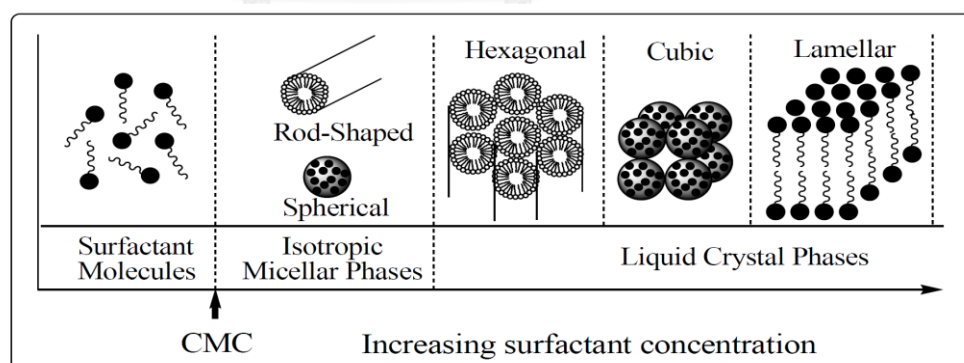 Hexagonal
Cubic
Lamellar
Rod-Shaped
Spherical
Surfactant
Molecules
Isotropic
Micellar Phases
Liquid Crystal Phases
CMC
Increasing surfactant concentration